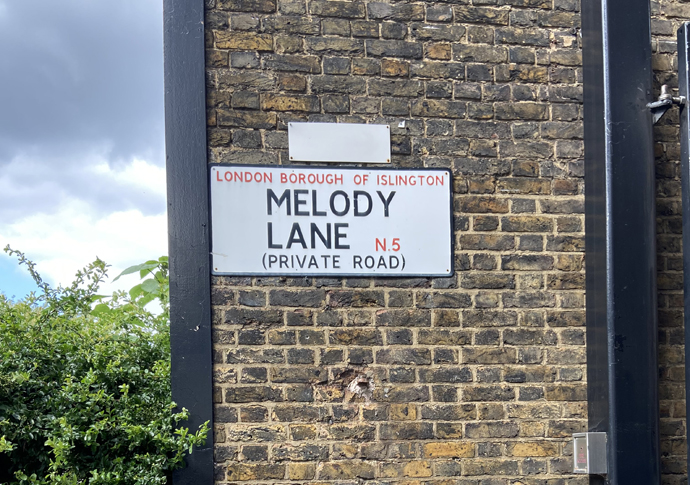 LONDON BOROUGH OF ISLINGTON
MELODY
LANE N.5
(PRIVATE ROAD)